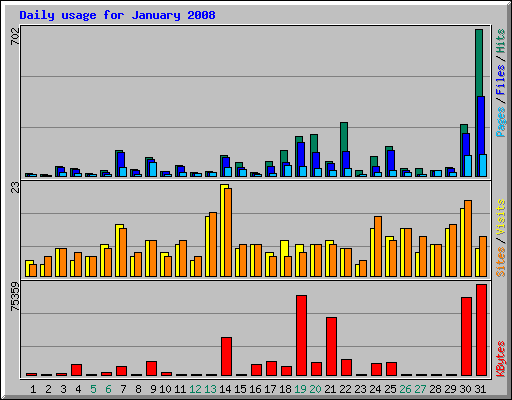 Daily usage for January 2008
702
Pages / Files / Hits
23
Sites / Visits
75359
KBytes
1 2 3 4 5 6 7 8 9 10 11 12 13 14 15 16 17 18 19 20 21 22 23 24 25 26 27 28 29 30 31